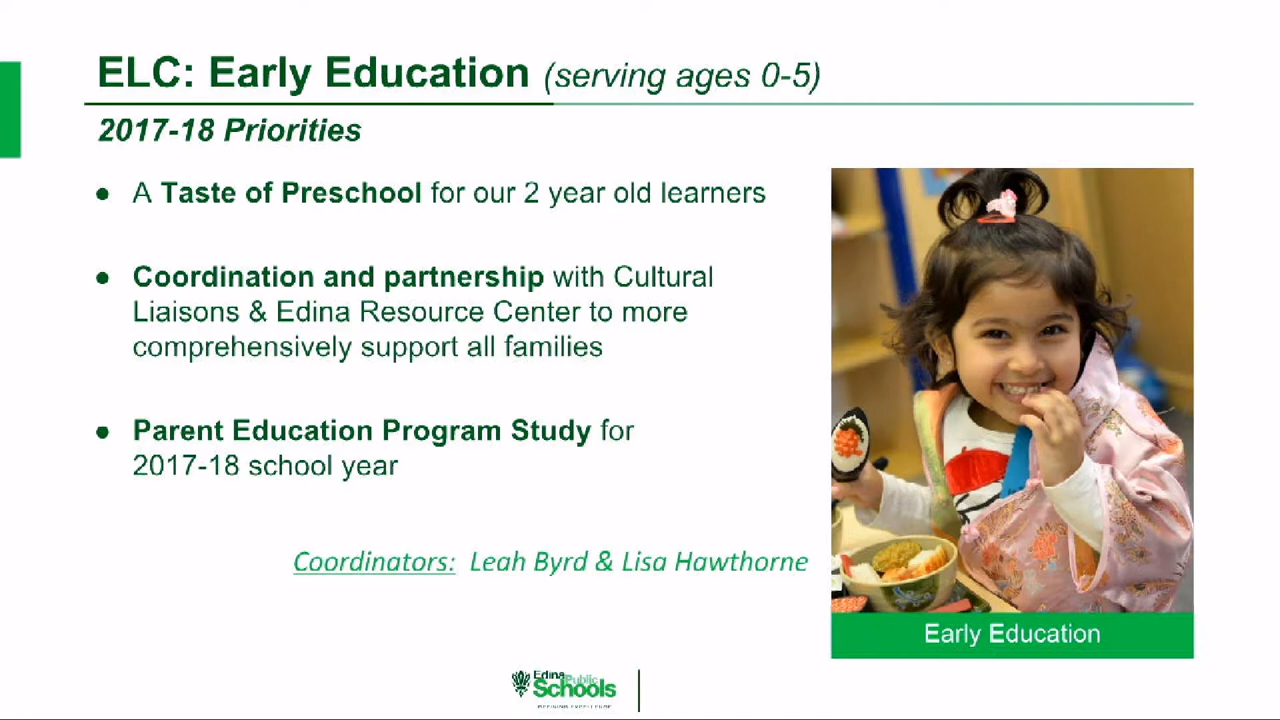 ELC: Early Education (serving ages 0-5)
2017-18 Priorities
● A Taste of Preschool for our 2 year old learners
● Coordination and partnership with Cultural
Liaisons & Edina Resource Center to more
comprehensively support all families
● Parent Education Program Study for
2017-18 school year
Coordinators: Leah Byrd & Lisa Hawthorne
Early Education
Edina Public
Schools
DEFINING EXCELLENCE